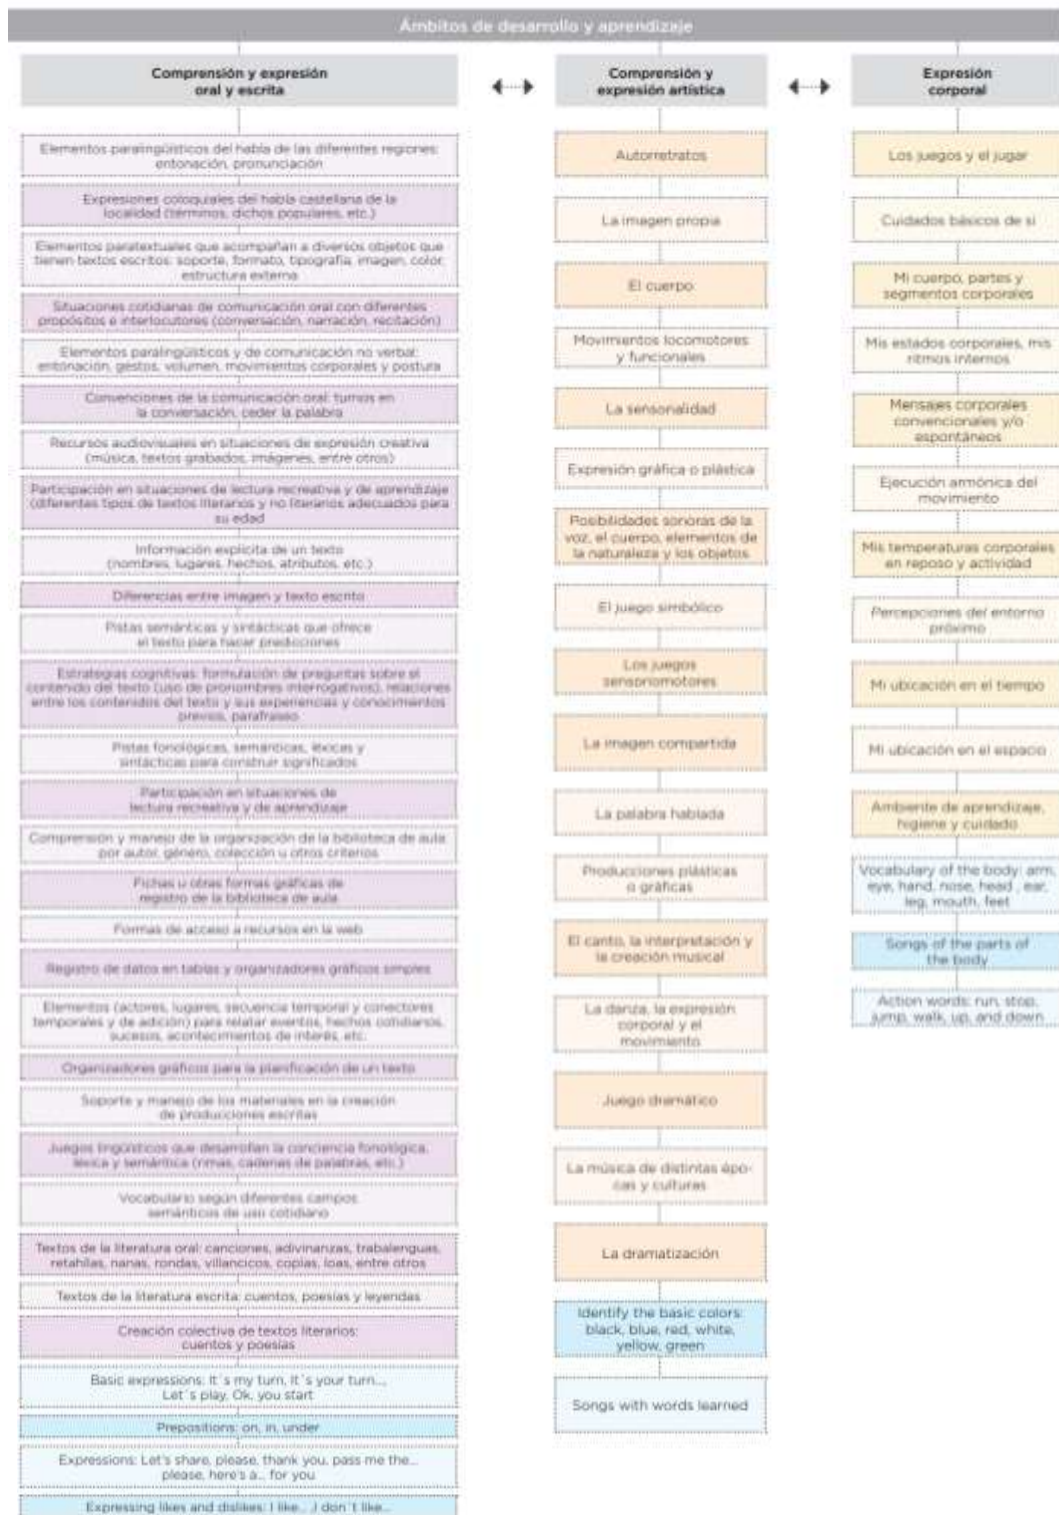 Ámbitos de desarrollo y aprendizaje
Comprensión y expresión
oral y escrita
Elementos paralingüísticos del habla de las diferentes regiones:
entonación, pronunciación
Expresiones coloquiales del habla castellana de la
localidad (términos, dichos populares, etc.)
Elementos paratextuales que acompañan a diversos objetos que
tienen textos escritos: soporte, formato, tipografía, imagen, color,
estructura externa
Situaciones cotidianas de comunicación oral con diferentes
propósitos e interlocutores (conversación, narración, recitación)
Elementos paralingüísticos y de comunicación no verbal:
entonación, gestos, volumen, movimientos corporales y postura
Convenciones de la comunicación oral: turnos en
la conversación, ceder la palabra
Recursos audiovisuales en situaciones de expresión creativa
(música, textos grabados, imágenes, entre otros)
Participación en situaciones de lectura recreativa y de aprendizaje
(diferentes tipos de textos literarios y no literarios adecuados para
su edad
Información explícita de un texto
(nombres, lugares, hechos, atributos, etc.)
Diferencias entre imagen y texto escrito
Pistas semánticas y sintácticas que ofrece
el texto para hacer predicciones
Estrategias cognitivas: formulación de preguntas sobre el
contenido del texto (uso de pronombres interrogativos), relaciones
entre los contenidos del texto y sus experiencias y conocimientos
previos, parafraseo
Pistas fonológicas, semánticas, léxicas y
sintácticas para construir significados
Participación en situaciones de
lectura recreativa y de aprendizaje
Comprensión y manejo de la organización de la biblioteca de aula
por autor, género, colección u otros criterios
Fichas u otras formas gráficas de
registro de la biblioteca de aula
Formas de acceso a recursos en la web
Registro de datos en tablas y organizadores gráficos simples
Elementos (actores, lugares, secuencia temporal y conectores
temporales y de adición) para relatar eventos, hechos cotidianos,
sucesos, acontecimientos de interés, etc.
Organizadores gráficos para la planificación de un texto
Soporte y manejo de los materiales en la creación
de producciones escritas
Juegos lingüísticos que desarrollan la conciencia fonológica,
léxica y semántica (rimas, cadenas de palabras, etc.)
Vocabulario según diferentes campos
semánticos de uso cotidiano
Textos de la literatura oral: canciones, adivinanzas, trabalenguas,
retahílas, nanas, rondas, villancicos, coplas, loas, entre otros
Textos de la literatura escrita: cuentos, poesías y leyendas
Creación colectiva de textos literarios:
cuentos y poesías
Basic expressions: It´s my turn, It´s your turn...,
Let´s play, Ok, you start
Prepositions: on, in, under
Expressions: Let's share, please, thank you, pass me the...
please, here's a... for you
Expressing likes and dislikes: I like... ,I don´t like...
Comprensión y
expresión artística
Autorretratos
La imagen propia
El cuerpo
Movimientos locomotores
y funcionales
La sensorialidad
Expresión gráfica o plástica
Posibilidades sonoras de la
voz, el cuerpo, elementos de
la naturaleza y los objetos
El juego simbólico
Los juegos
sensoriomotores
La imagen compartida
La palabra hablada
Producciones plásticas
o gráficas
El canto, la interpretación y
la creación musical
La danza, la expresión
corporal y el
movimiento
Juego dramático
La música de distintas épo-
cas y culturas
La dramatización
Identify the basic colors:
black, blue, red, white,
yellow, green
Songs with words learned
Expresión
corporal
Los juegos y el jugar
Cuidados básicos de sí
Mi cuerpo, partes y
segmentos corporales
Mis estados corporales, mis
ritmos internos
Mensajes corporales
convencionales y/o
espontáneos
Ejecución armónica del
movimiento
Mis temperaturas corporales
en reposo y actividad
Percepciones del entorno
próximo
Mi ubicación en el tiempo
Mi ubicación en el espacio
Ambiente de aprendizaje,
higiene y cuidado
Vocabulary of the body: arm,
eye, hand, nose, head , ear,
leg, mouth, feet
Songs of the parts of
the body
Action words: run, stop,
jump, walk, up, and down